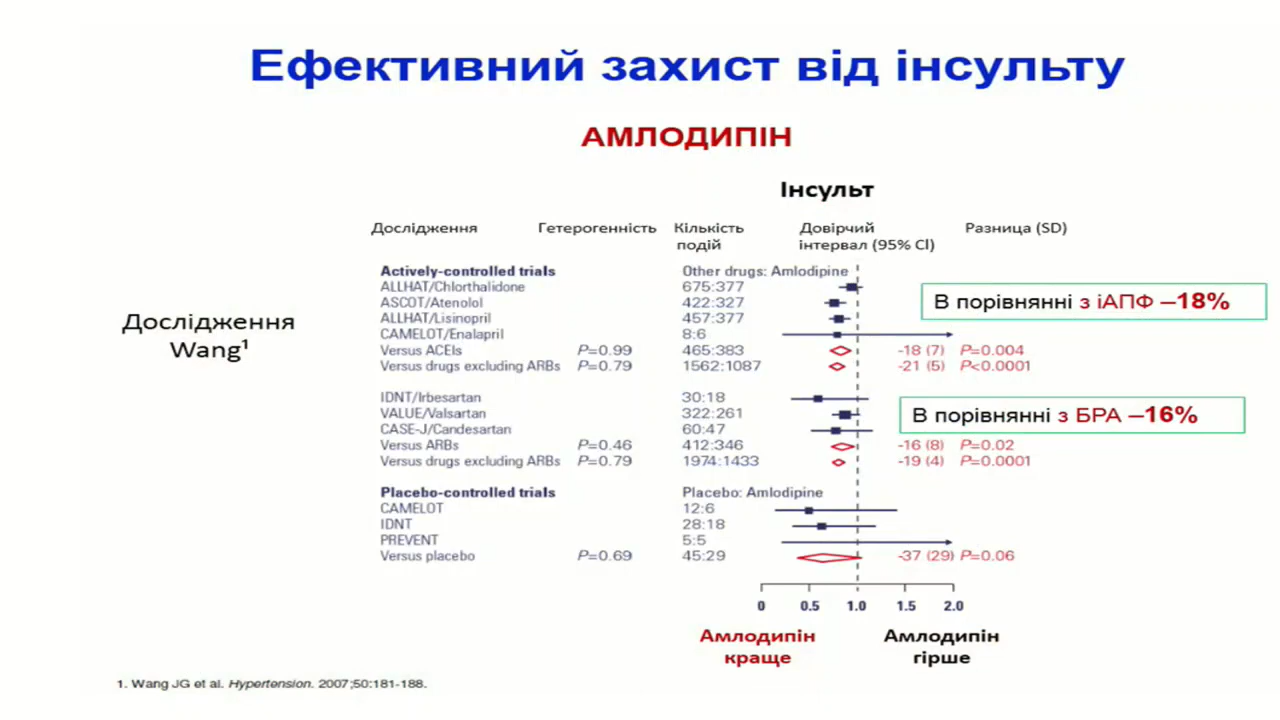 Ефективний захист від інсульту
АМЛОДИПІН
Інсульт
Дослідження Гетерогенність Кількість подій Довірчий інтервал (95% CI) Разница (SD)
Actively-controlled trials Other drugs: Amlodipine
ALLHAT/Chlorthalidone 675:377
ASCOT/Atenolol 422:327
ALLHAT/Lisinopril 457:377
CAMELOT/Enalapril 8:6
Versus ACEIs P=0.99 465:383 -18 (7) P=0.004
Versus drugs excluding ARBs P=0.79 1562:1087 -21 (5) P<0.0001
В порівнянні з іАПФ –18%
Дослідження
Wang¹
IDNT/Irbesartan 30:18
VALUE/Valsartan 322:261
CASE-J/Candesartan 60:47
Versus ARBs P=0.46 412:346 -16 (8) P=0.02
Versus drugs excluding ARBs P=0.79 1974:1433 -19 (4) P=0.0001
В порівнянні з БРА –16%
Placebo-controlled trials Placebo: Amlodipine
CAMELOT 12:6
IDNT 28:18
PREVENT 5:5
Versus placebo P=0.69 45:29 -37 (29) P=0.06
0 0.5 1.0 1.5 2.0
Амлодипін краще
Амлодипін гірше
1. Wang JG et al. Hypertension. 2007;50:181-188.